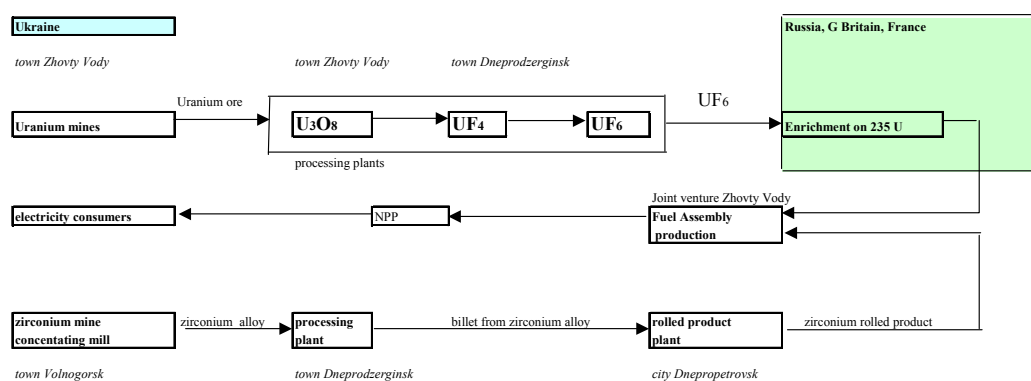 Ukraine
Russia, G Britain, France
town Zhovty Vody
town Zhovty Vody
town Dneprodzerginsk
Uranium ore
UF6
Uranium mines
U3O8
UF4
UF6
Enrichment on 235 U
processing plants
Joint venture Zhovty Vody
electricity consumers
NPP
Fuel Assembly
production
zirconium mine
concentating mill
zirconium alloy
processing
plant
billet from zirconium alloy
rolled product
plant
zirconium rolled product
town Volnogorsk
town Dneprodzerginsk
city Dnepropetrovsk